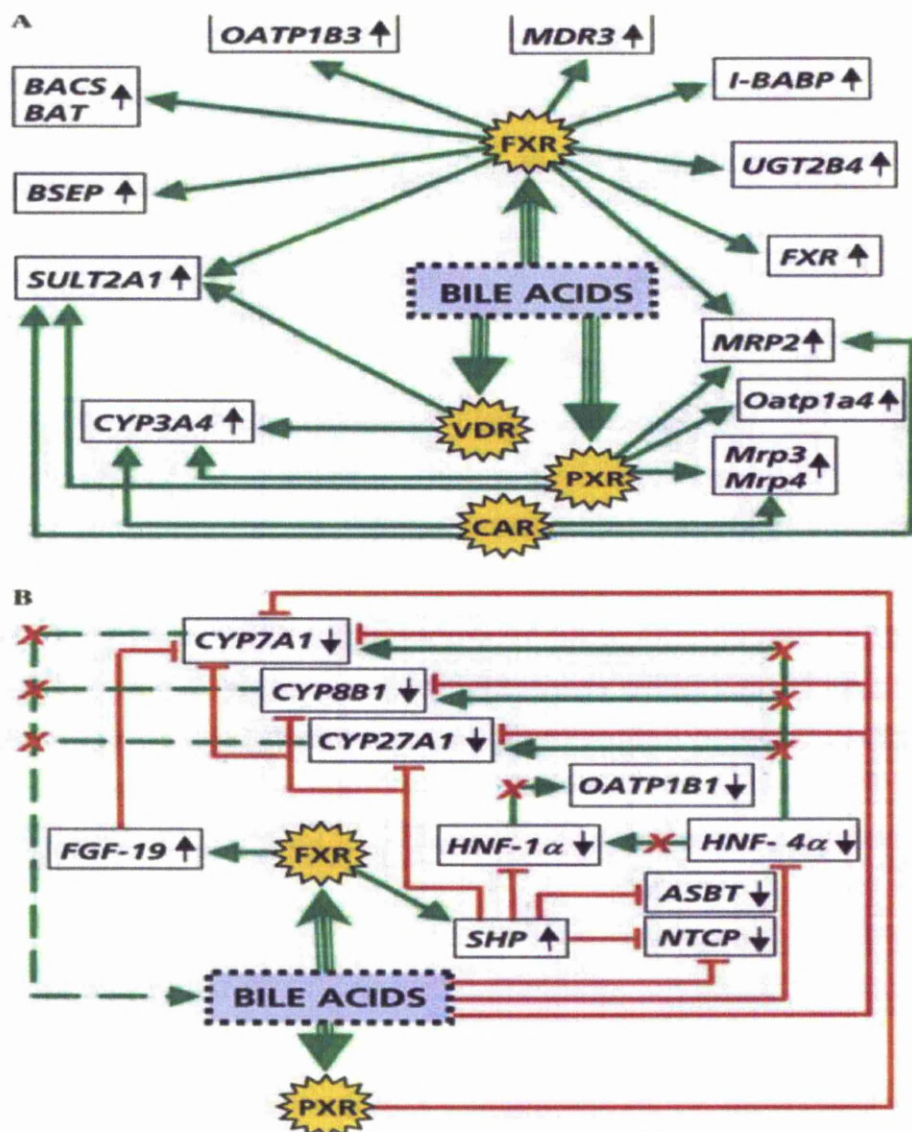 A
OATP1B3 ↑
MDR3 ↑
BACS
BAT ↑
I-BABP ↑
FXR
UGT2B4 ↑
BSEP ↑
FXR ↑
SULT2A1 ↑
BILE ACIDS
MRP2 ↑
Oatp1a4 ↑
CYP3A4 ↑
VDR
Mrp3
Mrp4 ↑
PXR
CAR
B
CYP7A1 ↓
CYP8B1 ↓
CYP27A1 ↓
OATP1B1 ↓
FGF-19 ↑
FXR
HNF-1α ↓
HNF-4α ↓
ASBT ↓
SHP ↑
NTCP ↓
BILE ACIDS
PXR